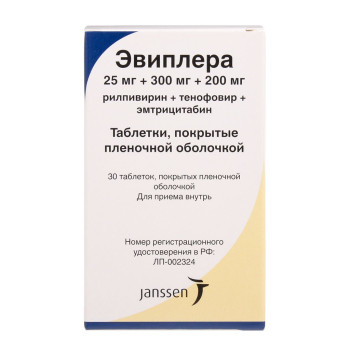 Эвиплера
25 мг + 300 мг + 200 мг
рилпивирин + тенофовир +
эмтрицитабин
Таблетки, покрытые
пленочной оболочкой
30 таблеток, покрытых пленочной
оболочкой
Для приема внутрь
Номер регистрационного
удостоверения в РФ:
ЛП-002324
janssen